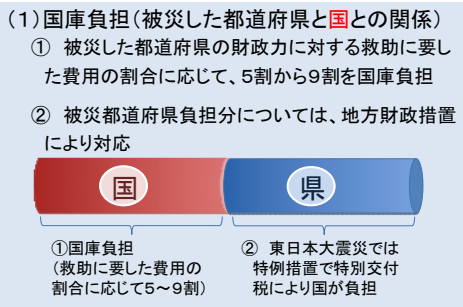 (1)国庫負担(被災した都道府県と国との関係)
① 被災した都道府県の財政力に対する救助に要し
た費用の割合に応じて、5割から9割を国庫負担
② 被災都道府県負担分については、地方財政措置
により対応
国
県
①国庫負担
(救助に要した費用の
割合に応じて5～9割)
② 東日本大震災では
特例措置で特別交付
税により国が負担